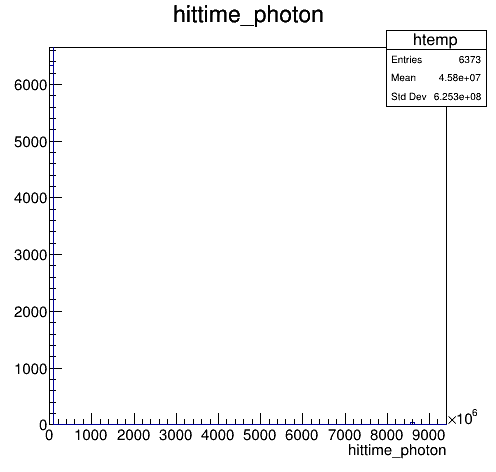 hittime_photon
htemp
Entries 6373
Mean 4.58e+07
Std Dev 6.253e+08
6000
5000
4000
3000
2000
1000
0
0 1000 2000 3000 4000 5000 6000 7000 8000 9000
×10⁶
hittime_photon